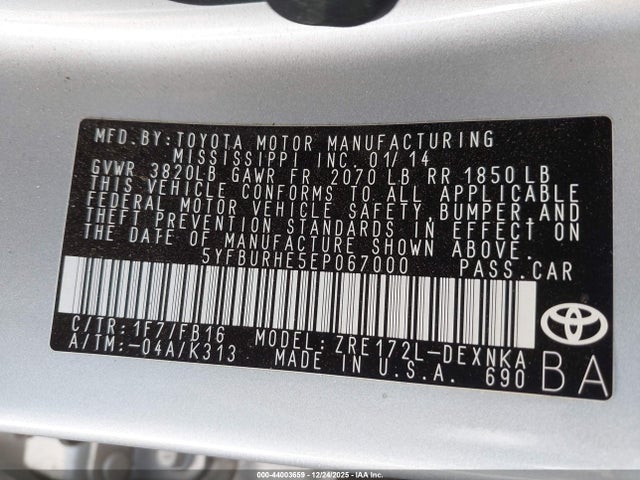 MFD.BY:TOYOTA MOTOR MANUFACTURING
MISSISSIPPI INC. 01/14
GVWR 3820LB GAWR FR 2070 LB RR 1850 LB
THIS VEHICLE CONFORMS TO ALL APPLICABLE
FEDERAL MOTOR VEHICLE SAFETY,BUMPER,AND
THEFT PREVENTION STANDARDS IN EFFECT ON
THE DATE OF MANUFACTURE SHOWN ABOVE.
5YFBURHE5EP067000 PASS.CAR
C/TR:1F7/FB16 MODEL:ZRE172L-DEXNKA
A/TM:-04A/K313 MADE IN U.S.A. 690
TOYOTA
BA
000-44003659 - 12/24/2025 - IAA Inc.